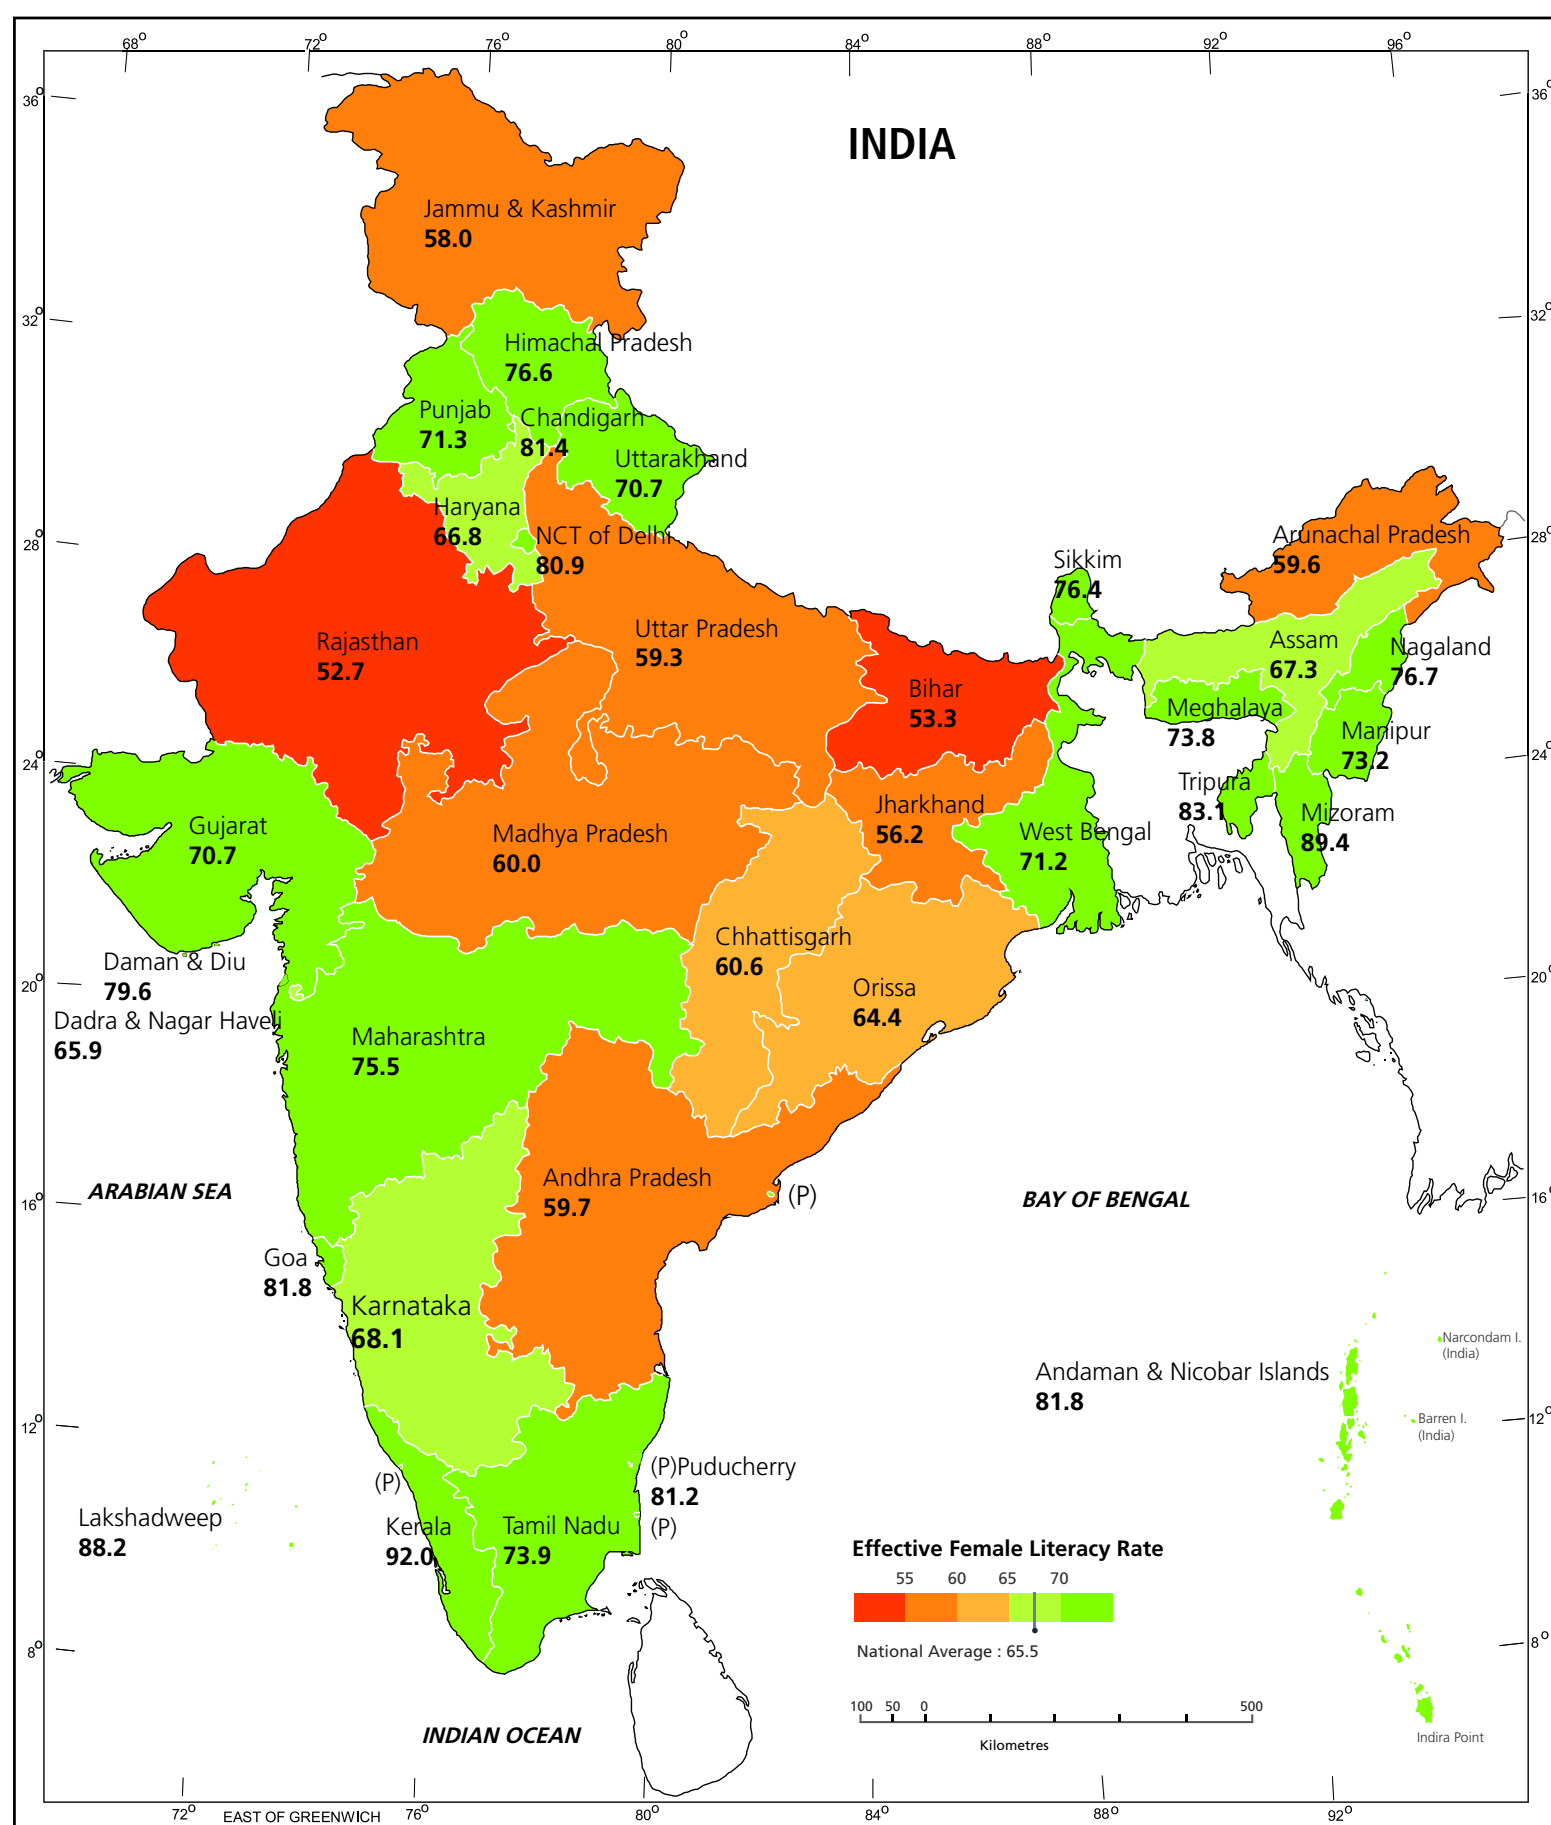 68° 72° 76° 80° 84° 88° 92° 96°
36° 36°
INDIA
Jammu & Kashmir
58.0
32° 32°
Himachal Pradesh
76.6
Punjab
71.3
Chandigarh
81.4
Uttarakhand
70.7
Haryana
66.8
NCT of Delhi
80.9
28° 28°
Arunachal Pradesh
59.6
Sikkim
76.4
Rajasthan
52.7
Uttar Pradesh
59.3
Bihar
53.3
Assam
67.3
Nagaland
76.7
Meghalaya
73.8
Manipur
73.2
24° 24°
Tripura
83.1
Mizoram
89.4
Gujarat
70.7
Madhya Pradesh
60.0
Jharkhand
56.2
West Bengal
71.2
Chhattisgarh
60.6
Orissa
64.4
Daman & Diu
79.6
20° 20°
Dadra & Nagar Haveli
65.9
Maharashtra
75.5
ARABIAN SEA
Andhra Pradesh
59.7
(P)
BAY OF BENGAL
16° 16°
Goa
81.8
Karnataka
68.1
Narcondam I.
(India)
Andaman & Nicobar Islands
81.8
Barren I.
(India)
12° 12°
(P)
(P)Puducherry
81.2
(P)
Lakshadweep
88.2
Kerala
92.0
Tamil Nadu
73.9
Effective Female Literacy Rate
55 60 65 70
National Average : 65.5
8° 8°
100 50 0 500
Kilometres
INDIAN OCEAN
Indira Point
72° EAST OF GREENWICH 76° 80° 84° 88° 92°